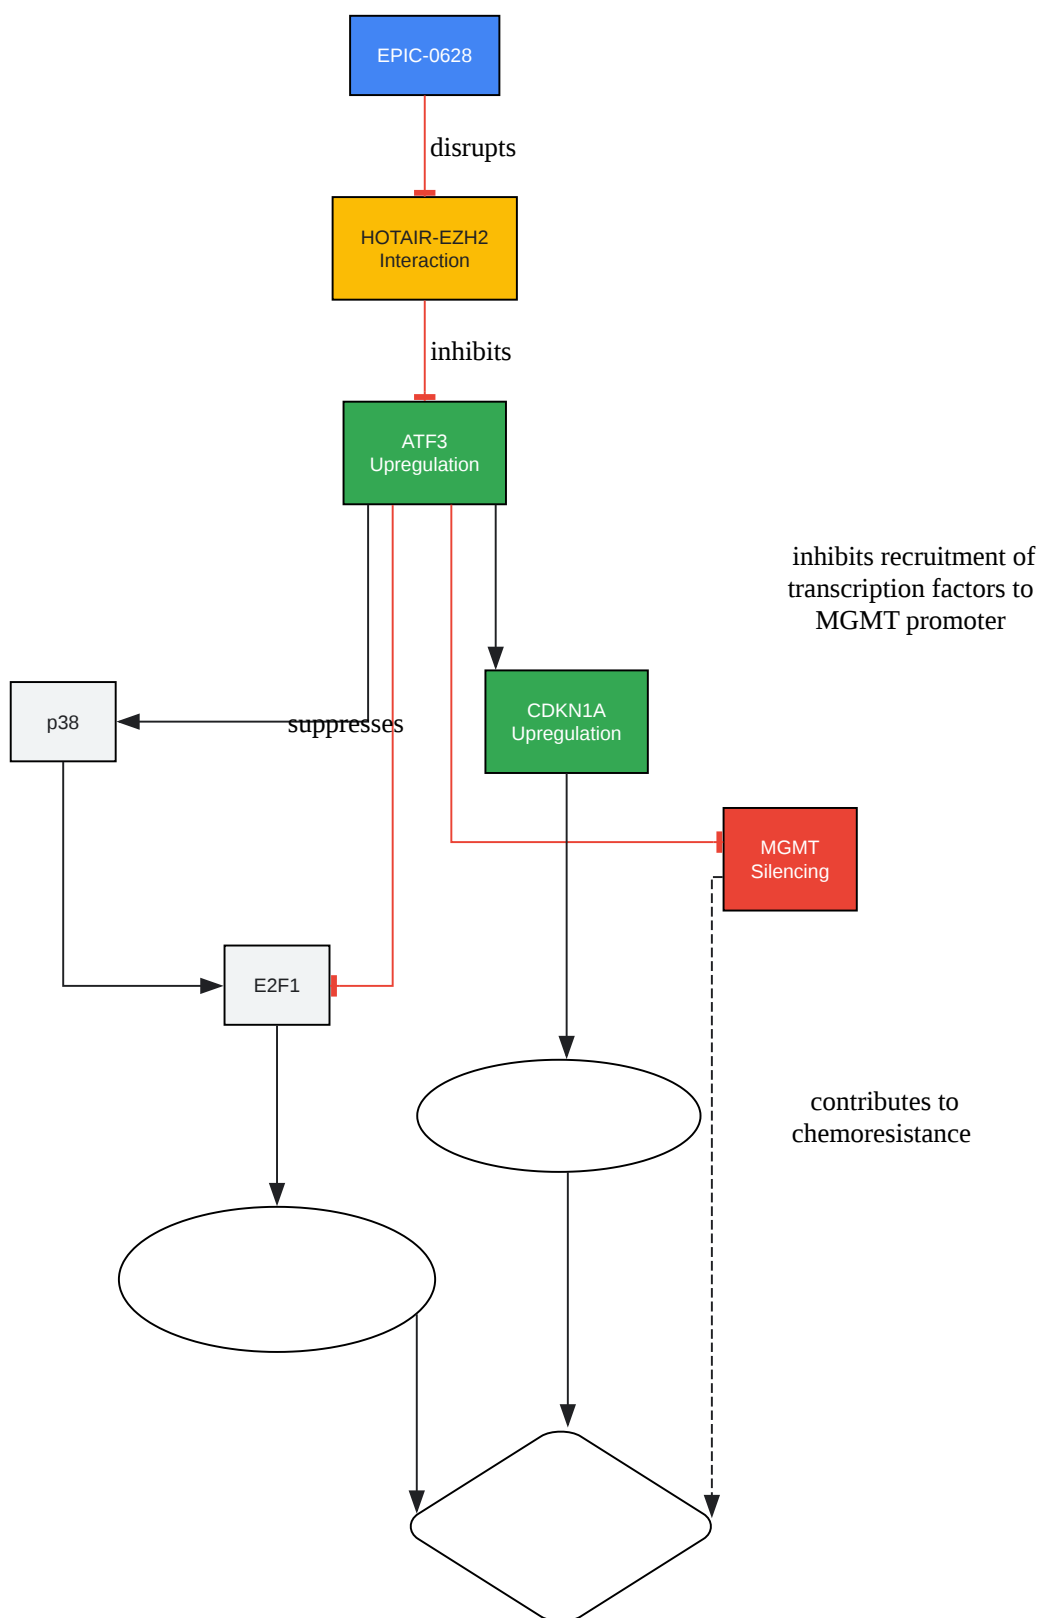 EPIC-0628
disrupts
HOTAIR-EZH2
Interaction
inhibits
ATF3
Upregulation
inhibits recruitment of
transcription factors to
MGMT promoter
p38
suppresses
CDKN1A
Upregulation
MGMT
Silencing
E2F1
contributes to
chemoresistance